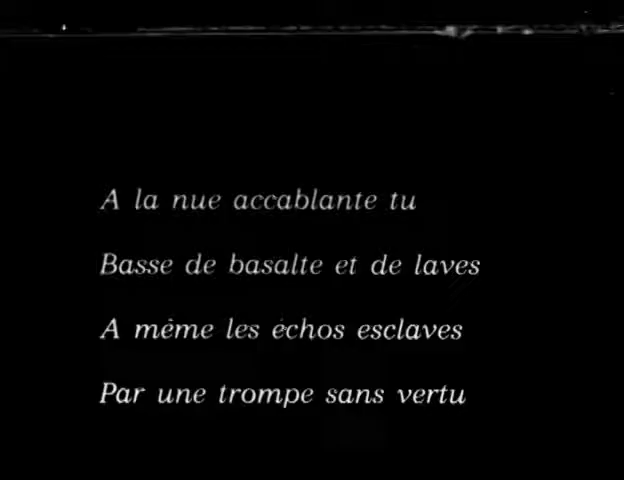 A la nue accablante tu
Basse de basalte et de laves
A même les échos esclaves
Par une trompe sans vertu